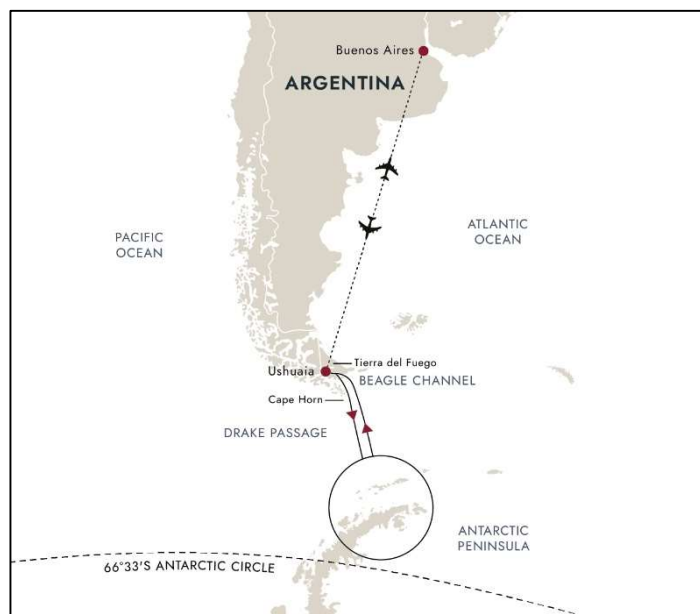 Buenos Aires
ARGENTINA
PACIFIC
OCEAN
ATLANTIC
OCEAN
Tierra del Fuego
Ushuaia
BEAGLE CHANNEL
Cape Horn
DRAKE PASSAGE
ANTARCTIC
PENINSULA
66°33'S ANTARCTIC CIRCLE